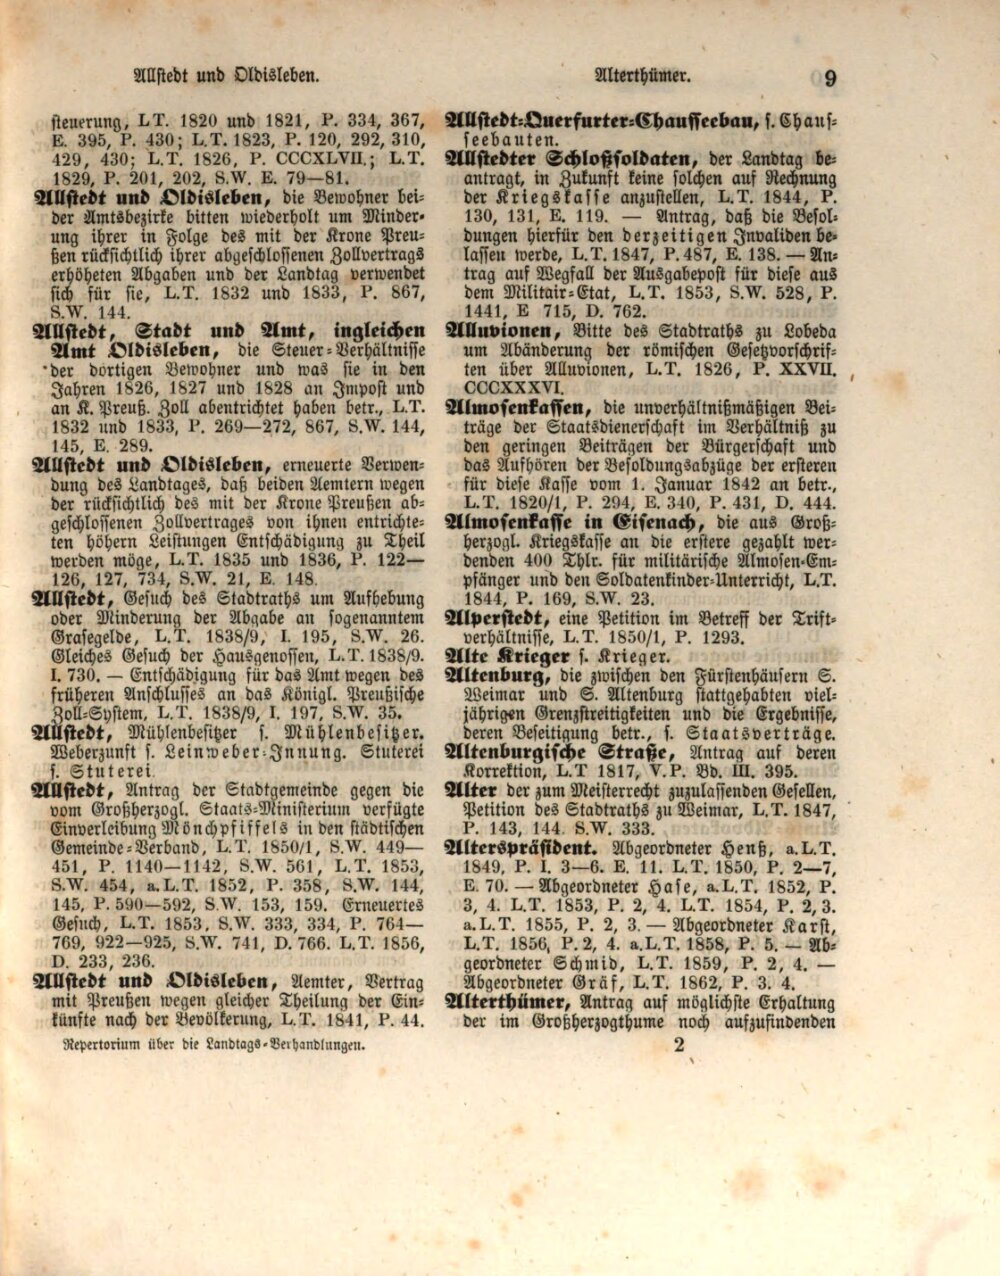 Allstedt und Oldisleben. Alterthümer. 9
steuerung, L T. 1820 und 1821, P. 334, 367,
E. 395, P. 430; L.T. 1823, P. 120, 292, 310,
429, 430; L.T. 1826, P. CCCXLVII.; L.T.
1829, P. 201, 202, S.W. E. 79—81.
Allstedt und Oldisleben, die Bewohner bei-
der Amtsbezirke bitten wiederholt um Minder-
ung ihrer in Folge des mit der Krone Preu-
ßen rücksichtlich ihrer abgeschlossenen Zollvertrags
erhöheten Abgaben und der Landtag verwendet
sich für sie, L.T. 1832 und 1833, P. 867,
S.W. 144.
Allstedt, Stadt und Amt, ingleichen
Amt Oldisleben, die Steuer-Verhältnisse
der dortigen Bewohner und was sie in den
Jahren 1826, 1827 und 1828 an Impost und
an K. Preuß. Zoll abentrichtet haben betr., L.T.
1832 und 1833, P. 269—272, 867, S.W. 144,
145, E. 289.
Allstedt und Oldisleben, erneuerte Verwen-
dung des Landtages, daß beiden Aemtern wegen
der rücksichtlich des mit der Krone Preußen ab-
geschlossenen Zollvertrages von ihnen entrichte-
ten höhern Leistungen Entschädigung zu Theil
werden möge, L.T. 1835 und 1836, P. 122—
126, 127, 734, S.W. 21, E. 148.
Allstedt, Gesuch des Stadtraths um Aufhebung
oder Minderung der Abgabe an sogenanntem
Grasegelde, L.T. 1838/9, I. 195, S.W. 26.
Gleiches Gesuch der Hausgenossen, L.T. 1838/9.
I. 730. — Entschädigung für das Amt wegen des
früheren Anschlusses an das Königl. Preußische
Zoll-System, L.T. 1838/9, I. 197, S.W. 35.
Allstedt, Mühlenbesitzer s. Mühlenbesitzer.
Weberzunft s. Leinweber-Innung. Stuterei
s. Stuterei
Allstedt, Antrag der Stadtgemeinde gegen die
vom Großherzogl. Staats-Ministerium verfügte
Einverleibung Mönchpfiffels in den städtischen
Gemeinde-Verband, L.T. 1850/1, S.W. 449—
451, P. 1140—1142, S.W. 561, L.T. 1853,
S.W. 454, a.L.T. 1852, P. 358, S.W. 144,
145, P. 590—592, S.W. 153, 159. Erneuertes
Gesuch, L.T. 1853, S.W. 333, 334, P. 764—
769, 922—925, S.W. 741, D. 766. L.T. 1856,
D. 233, 236.
Allstedt und Oldisleben, Aemter, Vertrag
mit Preußen wegen gleicher Theilung der Ein-
künfte nach der Bevölkerung, L.T. 1841, P. 44.
Repertorium über die Landtags-Verhandlungen.
Allstedt-Querfurter-Chausseebau, s. Chaus-
seebauten.
Allstedter Schloßsoldaten, der Landtag be-
antragt, in Zukunft keine solchen auf Rechnung
der Kriegskasse anzustellen, L.T. 1844, P.
130, 131, E. 119. — Antrag, daß die Besol-
dungen hierfür den derzeitigen Invaliden be-
lassen werde, L.T. 1847, P. 487, E. 138. — An-
trag auf Wegfall der Ausgabepost für diese aus
dem Militair-Etat, L.T. 1853, S.W. 528, P.
1441, E 715, D. 762.
Alluvionen, Bitte des Stadtraths zu Lobeda
um Abänderung der römischen Gesetzvorschrif-
ten über Alluvionen, L.T. 1826, P. XXVII.
CCCXXXVI.
Almosenkassen, die unverhältnißmäßigen Bei-
träge der Staatsdienerschaft im Verhältniß zu
den geringen Beiträgen der Bürgerschaft und
das Aufhören der Besoldungsabzüge der ersteren
für diese Kasse vom 1. Januar 1842 an betr.,
L.T. 1820/1, P. 294, E. 340, P. 431, D. 444.
Almosenkasse in Eisenach, die aus Groß-
herzogl. Kriegskasse an die erstere gezahlt wer-
denden 400 Thlr. für militärische Almosen-Em-
pfänger und den Soldatenkinder-Unterricht, L.T.
1844, P. 169, S.W. 23.
Alperstedt, eine Petition im Betreff der Trift-
verhältnisse, L.T. 1850/1, P. 1293.
Alte Krieger s. Krieger.
Altenburg, die zwischen den Fürstenhäusern S.
Weimar und S. Altenburg stattgehabten viel-
jährigen Grenzstreitigkeiten und die Ergebnisse,
deren Beseitigung betr., s. Staatsverträge.
Altenburgische Straße, Antrag auf deren
Korrektion, L.T 1817, V.P. Bd. III. 395.
Alter der zum Meisterrecht zuzulassenden Gesellen,
Petition des Stadtraths zu Weimar, L.T. 1847,
P. 143, 144. S.W. 333.
Alterspräsident. Abgeordneter Henß, a.L.T.
1849, P. I. 3—6. E. 11. L.T. 1850, P. 2—7,
E. 70. — Abgeordneter Hase, a.L.T. 1852, P.
3, 4. L.T. 1853, P. 2, 4. L.T. 1854, P. 2, 3.
a.L.T. 1855, P. 2, 3. — Abgeordneter Karst,
L.T. 1856, P. 2, 4. a.L.T. 1858, P. 5. — Ab-
geordneter Schmid, L.T. 1859, P. 2, 4. —
Abgeordneter Gräf, L.T. 1862, P. 3. 4.
Alterthümer, Antrag auf möglichste Erhaltung
der im Großherzogthume noch aufzufindenden
2